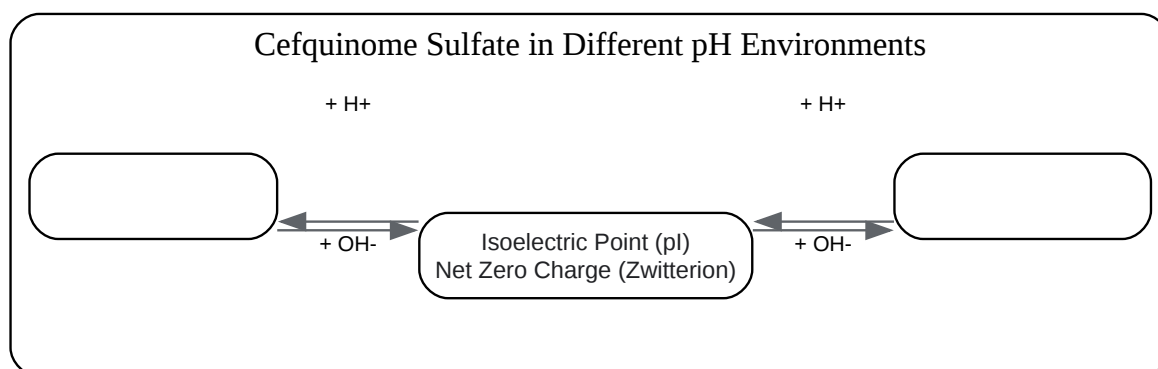 Cefquinome Sulfate in Different pH Environments
+ H+
+ H+
+ OH-
+ OH-
Isoelectric Point (pI)
Net Zero Charge (Zwitterion)